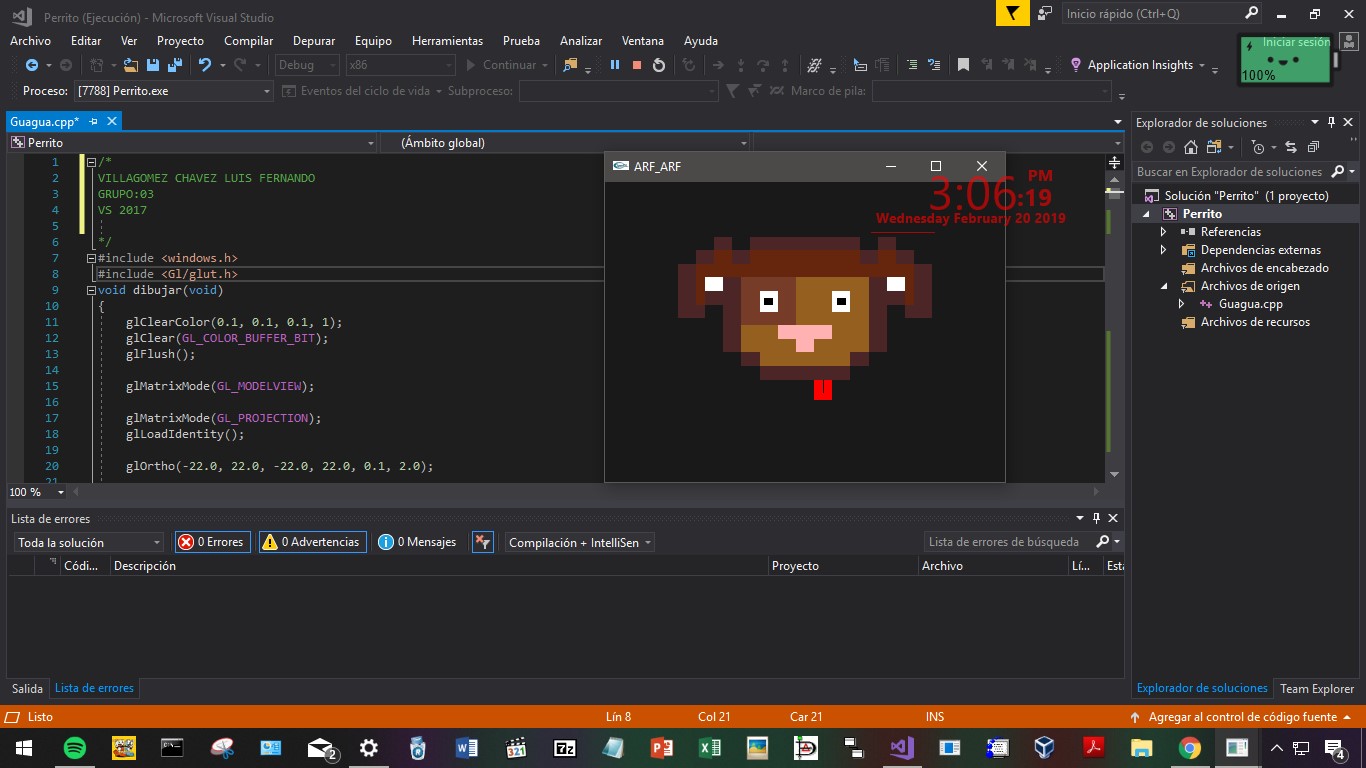 Perrito (Ejecución) - Microsoft Visual Studio
Inicio rápido (Ctrl+Q)
Archivo Editar Ver Proyecto Compilar Depurar Equipo Herramientas Prueba Analizar Ventana Ayuda
Iniciar sesión
100%
Debug x86 Continuar Application Insights
Proceso: [7788] Perrito.exe Eventos del ciclo de vida Subproceso: Marco de pila:
Guagua.cpp*
Perrito (Ámbito global)
1 /*
2 VILLAGOMEZ CHAVEZ LUIS FERNANDO
3 GRUPO:03
4 VS 2017
5
6 */
7 #include <windows.h>
8 #include <Gl/glut.h>
9 void dibujar(void)
10 {
11 glClearColor(0.1, 0.1, 0.1, 1);
12 glClear(GL_COLOR_BUFFER_BIT);
13 glFlush();
14
15 glMatrixMode(GL_MODELVIEW);
16
17 glMatrixMode(GL_PROJECTION);
18 glLoadIdentity();
19
20 glOrtho(-22.0, 22.0, -22.0, 22.0, 0.1, 2.0);
21
100 %
ARF_ARF
3:06:19 PM
Wednesday February 20 2019
Explorador de soluciones
Buscar en Explorador de soluciones
Solución "Perrito" (1 proyecto)
Perrito
Referencias
Dependencias externas
Archivos de encabezado
Archivos de origen
Guagua.cpp
Archivos de recursos
Lista de errores
Toda la solución 0 Errores 0 Advertencias 0 Mensajes Compilación + IntelliSen Lista de errores de búsqueda
Códi... Descripción Proyecto Archivo Lí... Esta
Salida Lista de errores
Explorador de soluciones Team Explorer
Listo Lín 8 Col 21 Car 21 INS Agregar al control de código fuente
2 321 7z 4